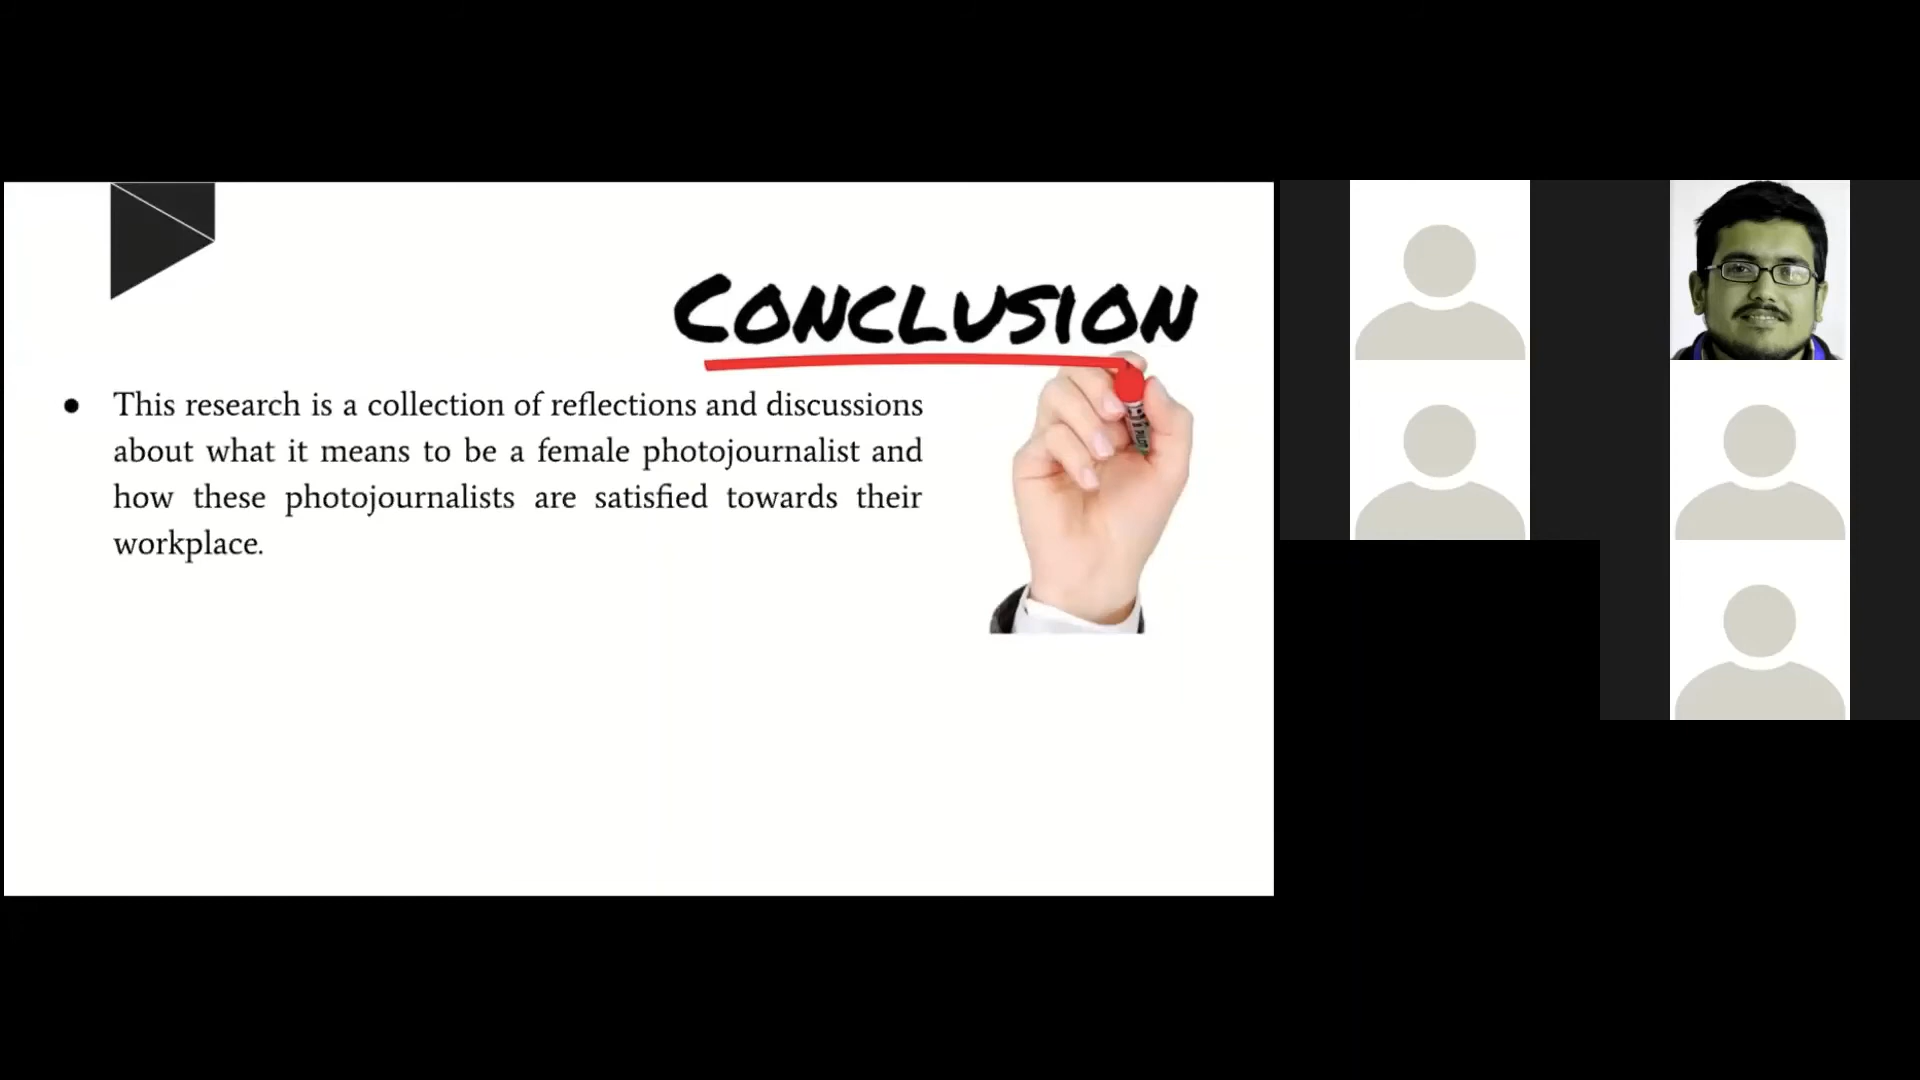 CONCLUSION
● This research is a collection of reflections and discussions
about what it means to be a female photojournalist and
how these photojournalists are satisfied towards their
workplace.